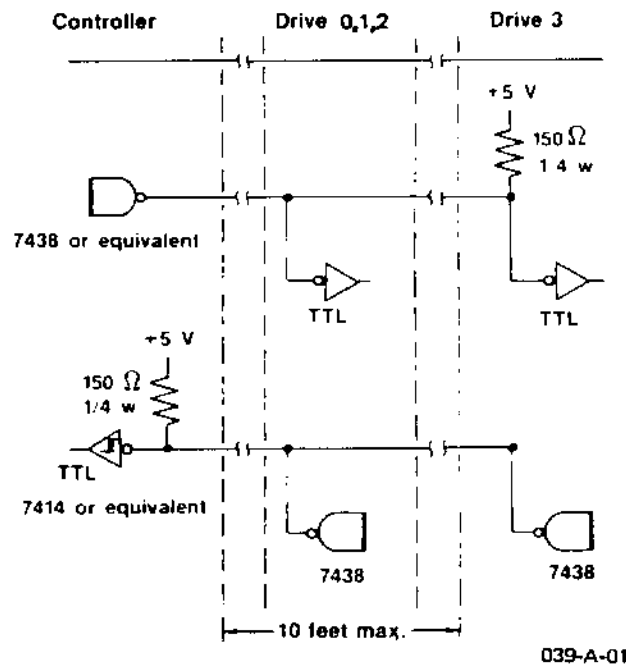 Controller Drive 0,1,2 Drive 3
+5 V
150 Ω
1 4 w
7438 or equivalent
TTL TTL
+5 V
150 Ω
1/4 w
TTL
7414 or equivalent
7438 7438
10 feet max.
039-A-01